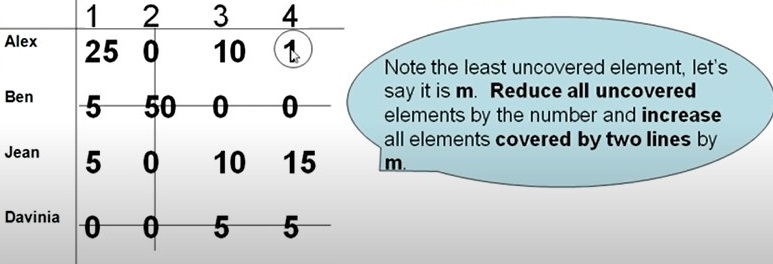 1 2 3 4
Alex 25 0 10 1
Ben 5 50 0 0
Jean 5 0 10 15
Davinia 0 0 5 5
Note the least uncovered element, let's
say it is m. Reduce all uncovered
elements by the number and increase
all elements covered by two lines by
m.